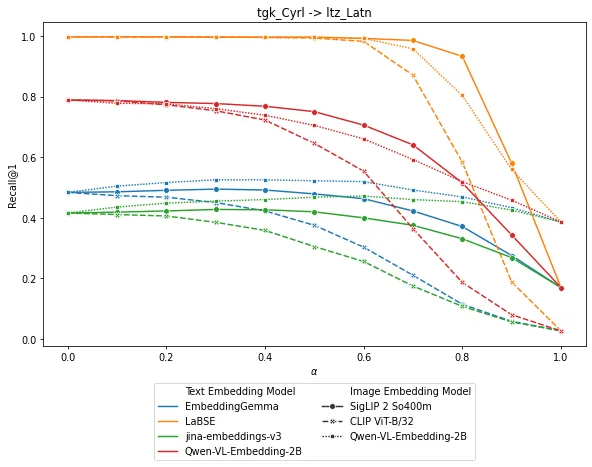 tgk_Cyrl -> ltz_Latn
1.0
0.8
0.6
0.4
0.2
0.0
Recall@1
0.0 0.2 0.4 0.6 0.8 1.0
α
Text Embedding Model
EmbeddingGemma
LaBSE
jina-embeddings-v3
Qwen-VL-Embedding-2B
Image Embedding Model
SigLIP 2 So400m
CLIP ViT-B/32
Qwen-VL-Embedding-2B